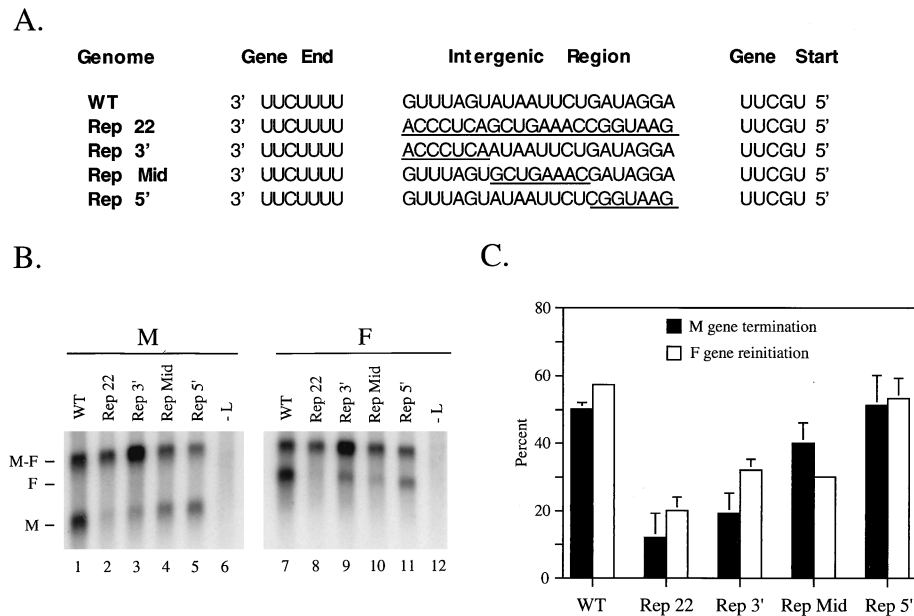 A.
Genome Gene End Intergenic Region Gene Start
WT 3' UUCUUUU GUUUAGUAUAAUUCUGAUAGGA UUCGU 5'
Rep 22 3' UUCUUUU ACCCUCAGCUGAAACCGGUAAG UUCGU 5'
Rep 3' 3' UUCUUUU ACCCUCAAUAAUUCUGAUAGGA UUCGU 5'
Rep Mid 3' UUCUUUU GUUUAGUGCUGAAACGAUAGGA UUCGU 5'
Rep 5' 3' UUCUUUU GUUUAGUAUAAUUCUCGGUAAG UUCGU 5'
B.
M F
WT Rep 22 Rep 3' Rep Mid Rep 5' - L WT Rep 22 Rep 3' Rep Mid Rep 5' - L
M-F
F
M
1 2 3 4 5 6 7 8 9 10 11 12
C.
80
60
40
20
0
Percent
M gene termination
F gene reinitiation
WT Rep 22 Rep 3' Rep Mid Rep 5'